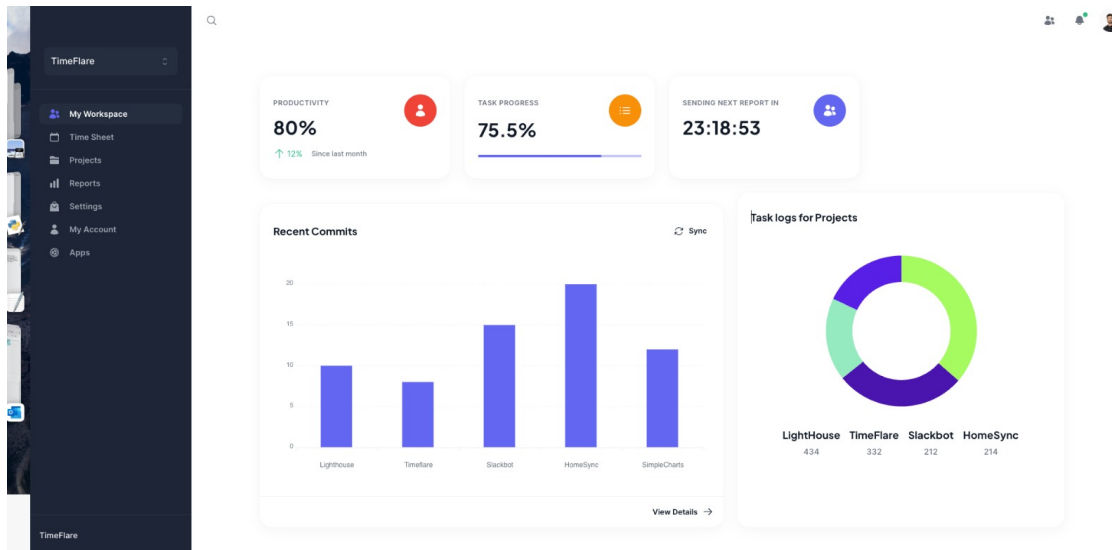 TimeFlare
My Workspace
Time Sheet
Projects
Reports
Settings
My Account
Apps
TimeFlare
PRODUCTIVITY
80%
12% Since last month
TASK PROGRESS
75.5%
SENDING NEXT REPORT IN
23:18:53
Recent Commits
Sync
20
15
10
5
0
Lighthouse Timeflare Slackbot HomeSync SimpleCharts
View Details
Task logs for Projects
LightHouse TimeFlare Slackbot HomeSync
434 332 212 214